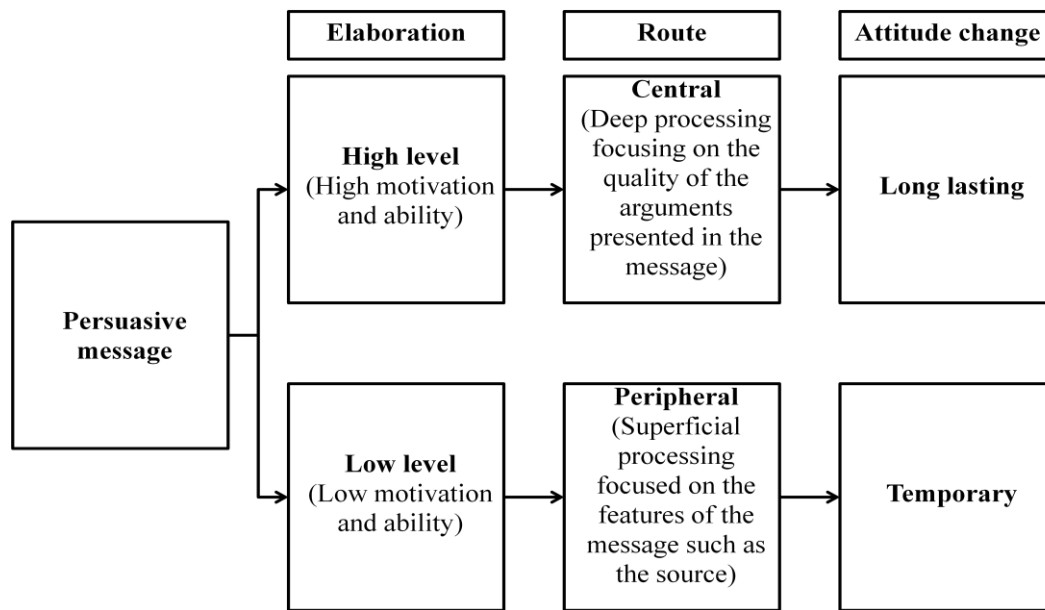 Elaboration
Route
Attitude change
High level
(High motivation
and ability)
Central
(Deep processing
focusing on the
quality of the
arguments
presented in the
message)
Long lasting
Persuasive
message
Low level
(Low motivation
and ability)
Peripheral
(Superficial
processing
focused on the
features of the
message such as
the source)
Temporary